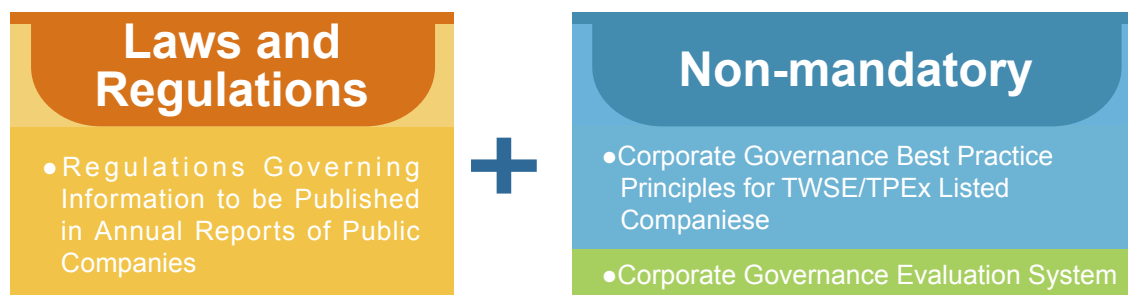 Laws and
Regulations
●Regulations Governing
Information to be Published
in Annual Reports of Public
Companies
+
Non-mandatory
●Corporate Governance Best Practice
Principles for TWSE/TPEx Listed
Companiese
●Corporate Governance Evaluation System